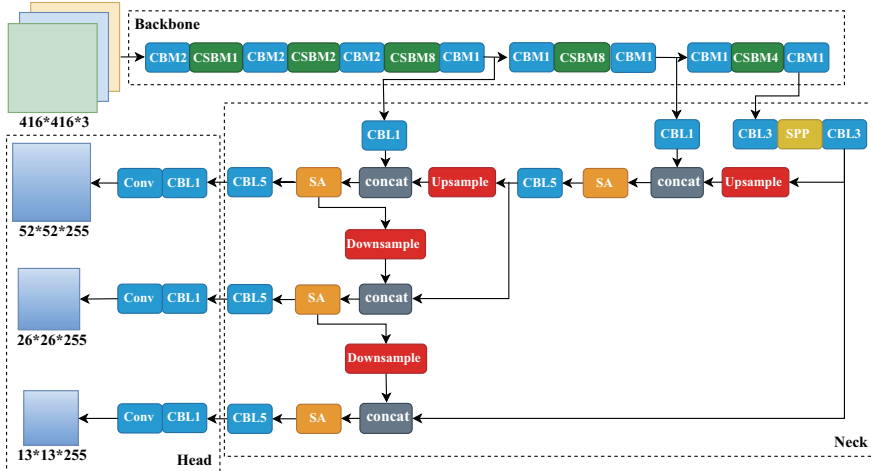 Backbone
CBM2 CSBM1 CBM2 CSBM2 CBM2 CSBM8 CBM1 CBM1 CSBM8 CBM1 CBM1 CSBM4 CBM1
416*416*3
CBL1 CBL1 CBL3 SPP CBL3
Conv CBL1 CBL5 SA concat Upsample CBL5 SA concat Upsample
52*52*255
Downsample
Conv CBL1 CBL5 SA concat
26*26*255
Downsample
Conv CBL1 CBL5 SA concat
13*13*255
Head
Neck